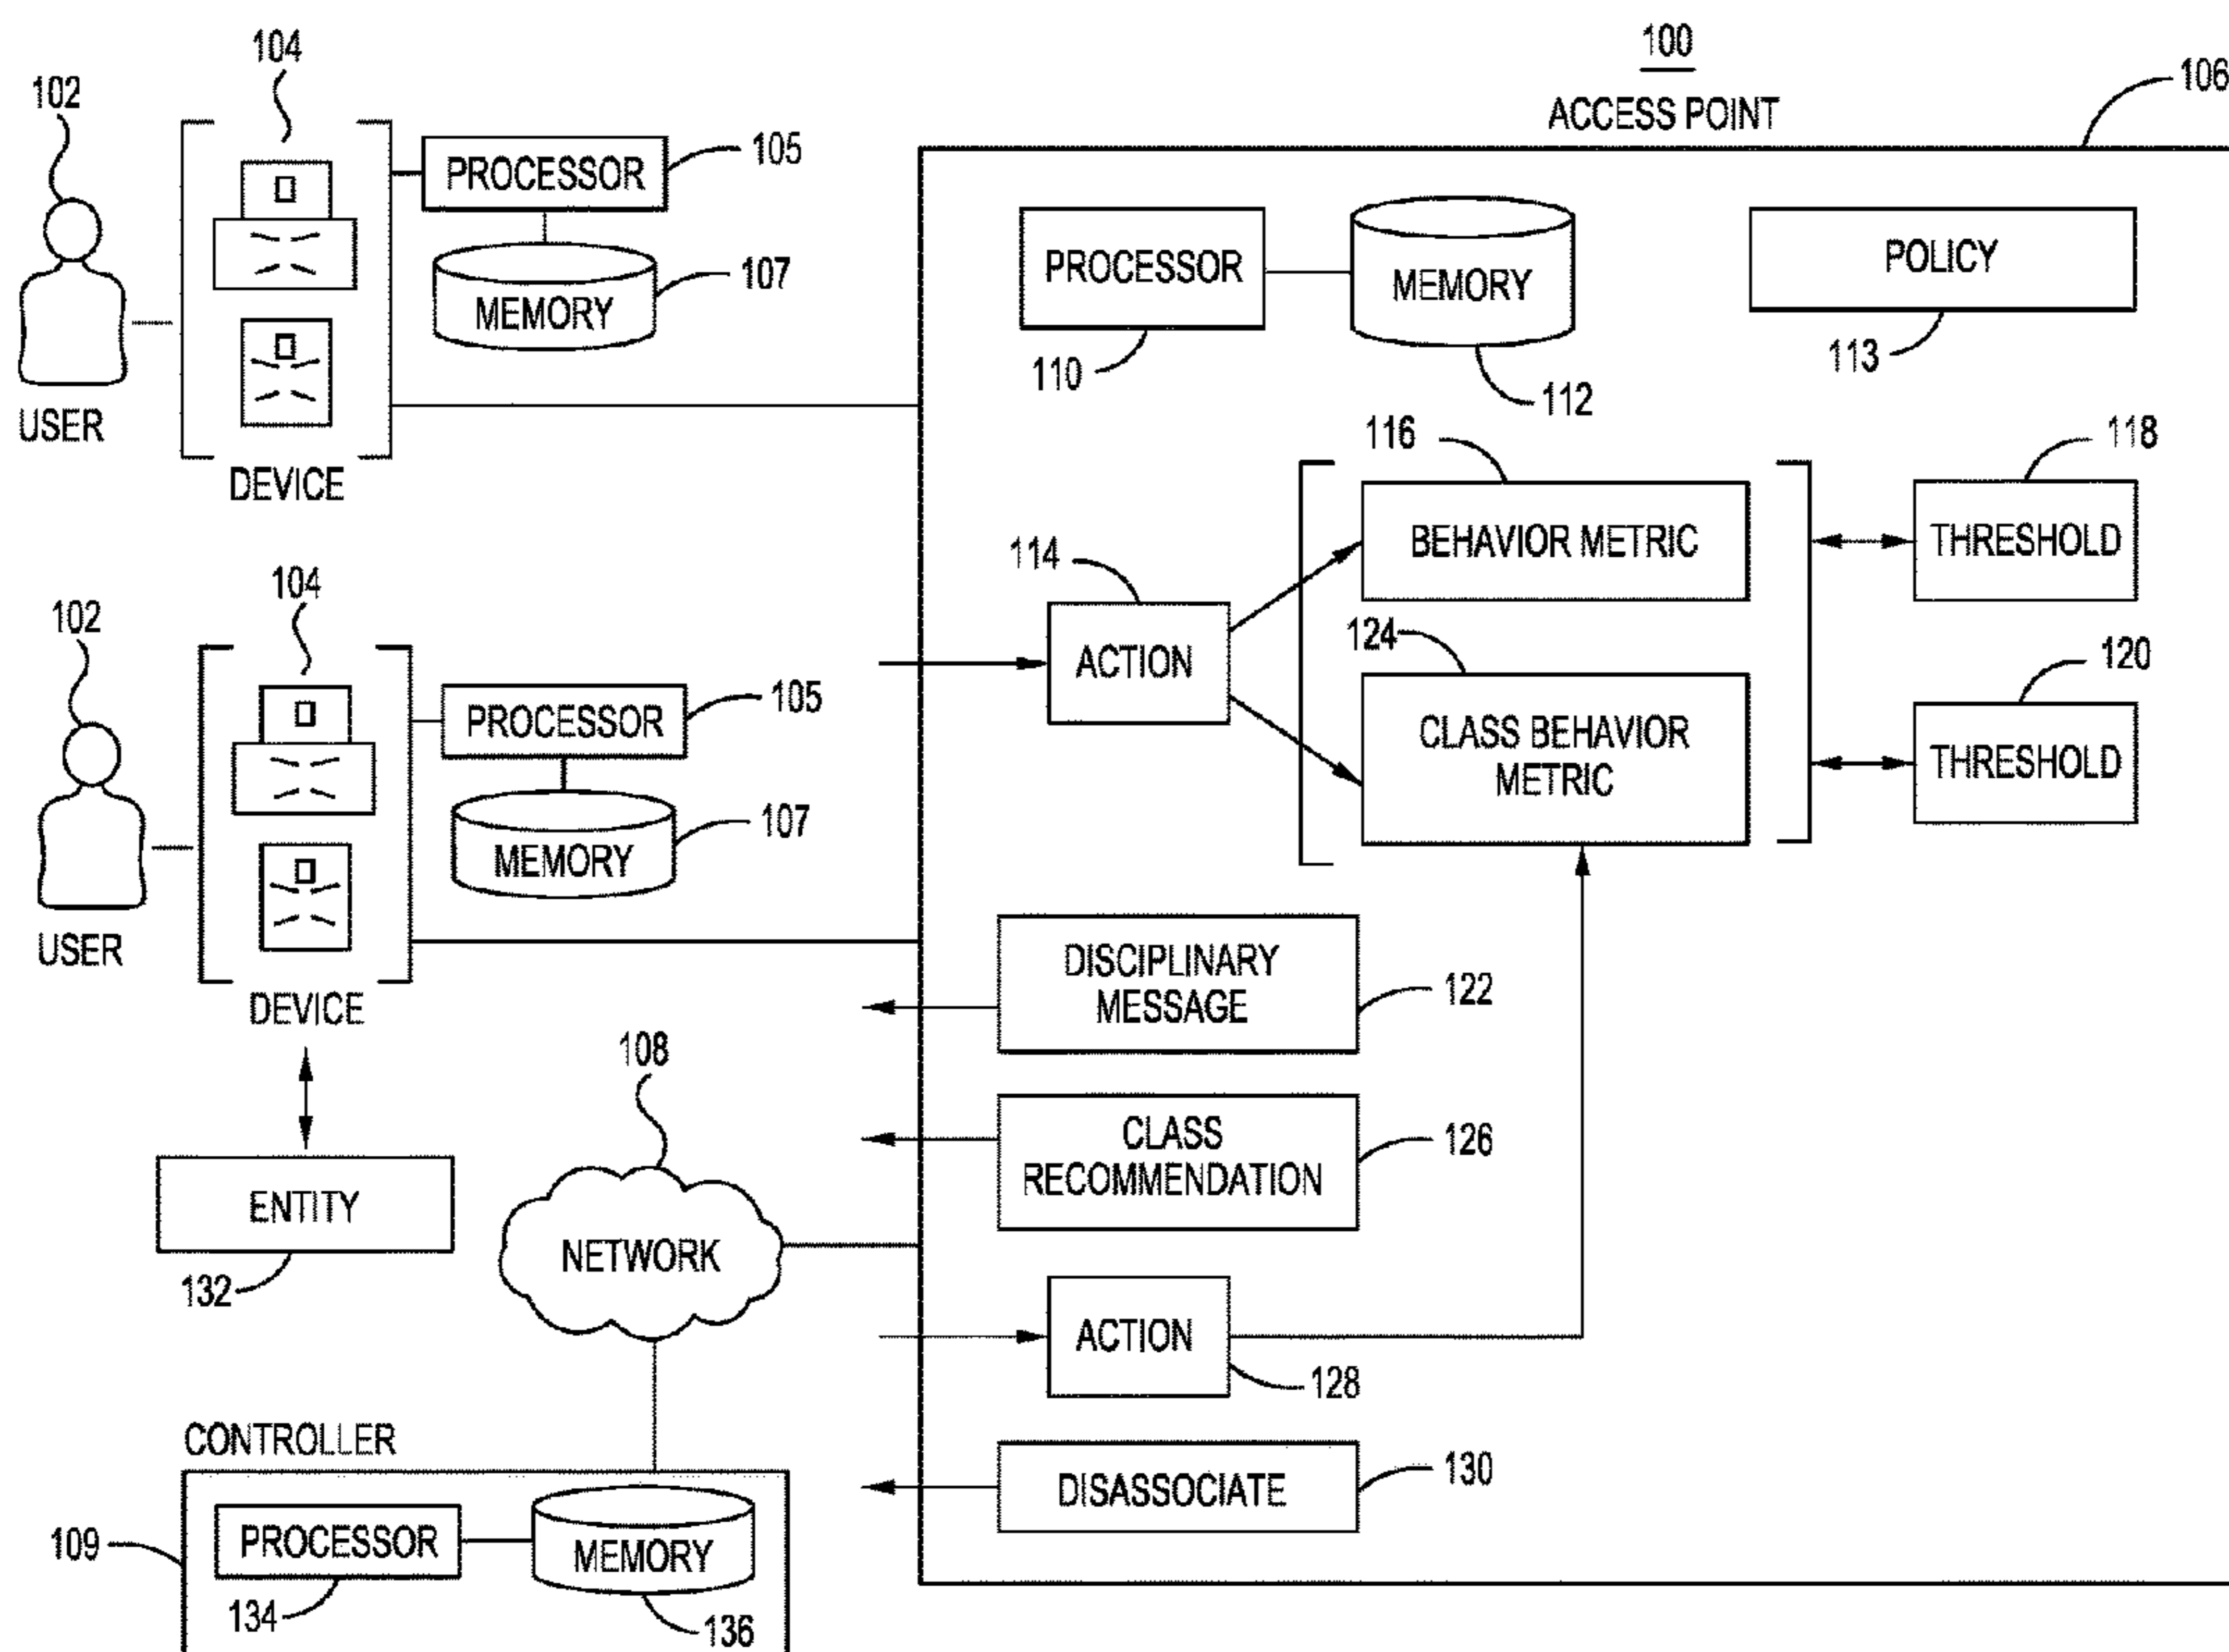 100
ACCESS POINT
106
102
104
PROCESSOR
105
MEMORY
107
USER
DEVICE
PROCESSOR
110
MEMORY
112
POLICY
113
114
ACTION
116
BEHAVIOR METRIC
124
CLASS BEHAVIOR
METRIC
118
THRESHOLD
120
THRESHOLD
102
104
PROCESSOR
105
MEMORY
107
USER
DEVICE
DISCIPLINARY
MESSAGE
122
CLASS
RECOMMENDATION
126
ENTITY
132
108
NETWORK
ACTION
128
DISASSOCIATE
130
CONTROLLER
109
PROCESSOR
134
MEMORY
136